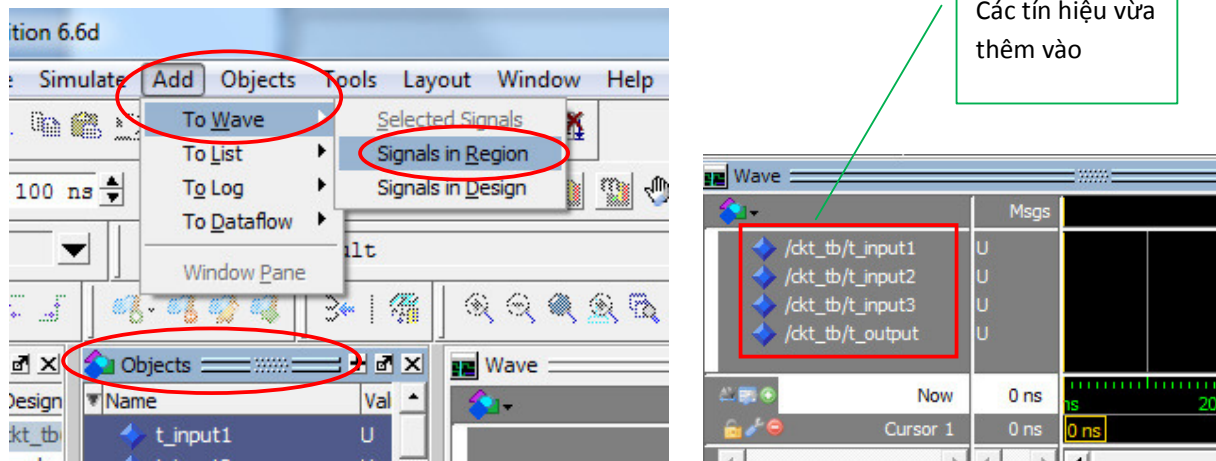 ition 6.6d
Simulate Add Objects Tools Layout Window Help
To Wave
Selected Signals
To List
Signals in Region
100 ns
To Log
Signals in Design
To Dataflow
ult
Window Pane
Objects
Wave
Design
Name
Val
kt_tb
t_input1
U
Các tín hiệu vừa
thêm vào
Wave
Msgs
/ckt_tb/t_input1
U
/ckt_tb/t_input2
U
/ckt_tb/t_input3
U
/ckt_tb/t_output
U
Now
0 ns
ns
20
Cursor 1
0 ns
0 ns